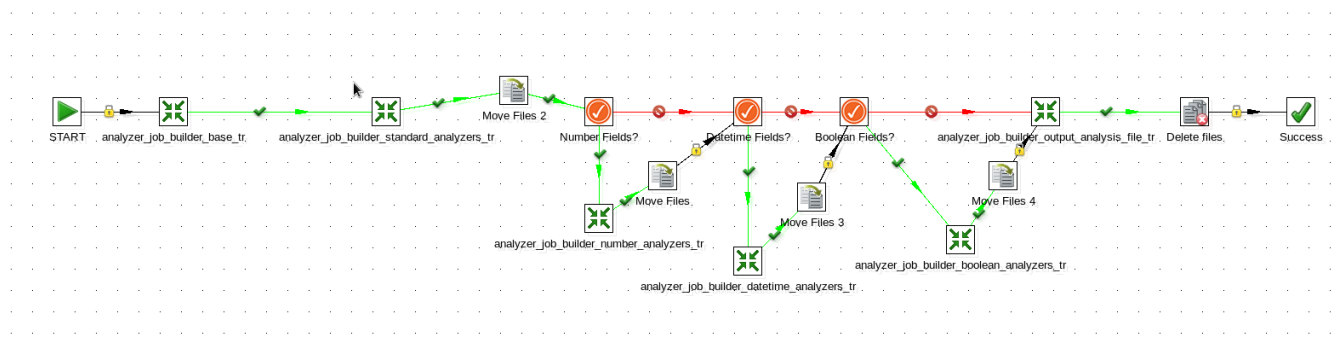 START
analyzer_job_builder_base_tr
analyzer_job_builder_standard_analyzers_tr
Move Files 2
Number Fields?
Datetime Fields?
Boolean Fields?
analyzer_job_builder_output_analysis_file_tr
Delete files
Success
Move Files
analyzer_job_builder_number_analyzers_tr
Move Files 3
analyzer_job_builder_datetime_analyzers_tr
Move Files 4
analyzer_job_builder_boolean_analyzers_tr